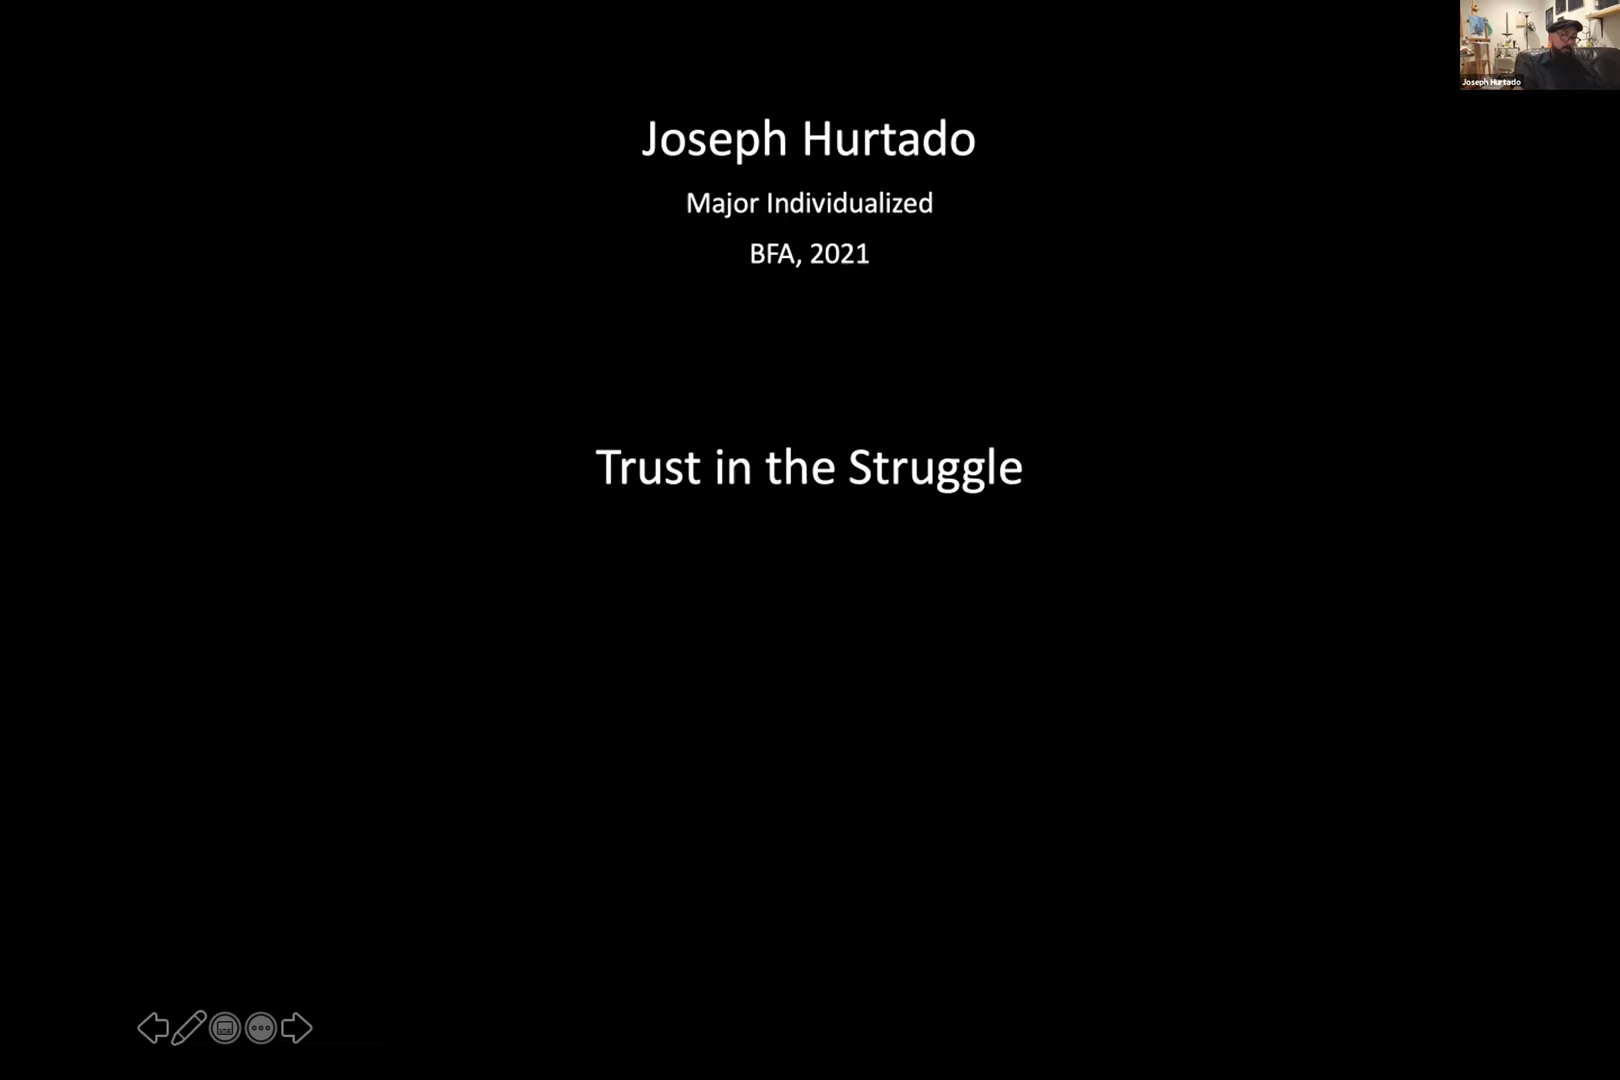 Joseph Hurtado
Joseph Hurtado
Major Individualized
BFA, 2021
Trust in the Struggle